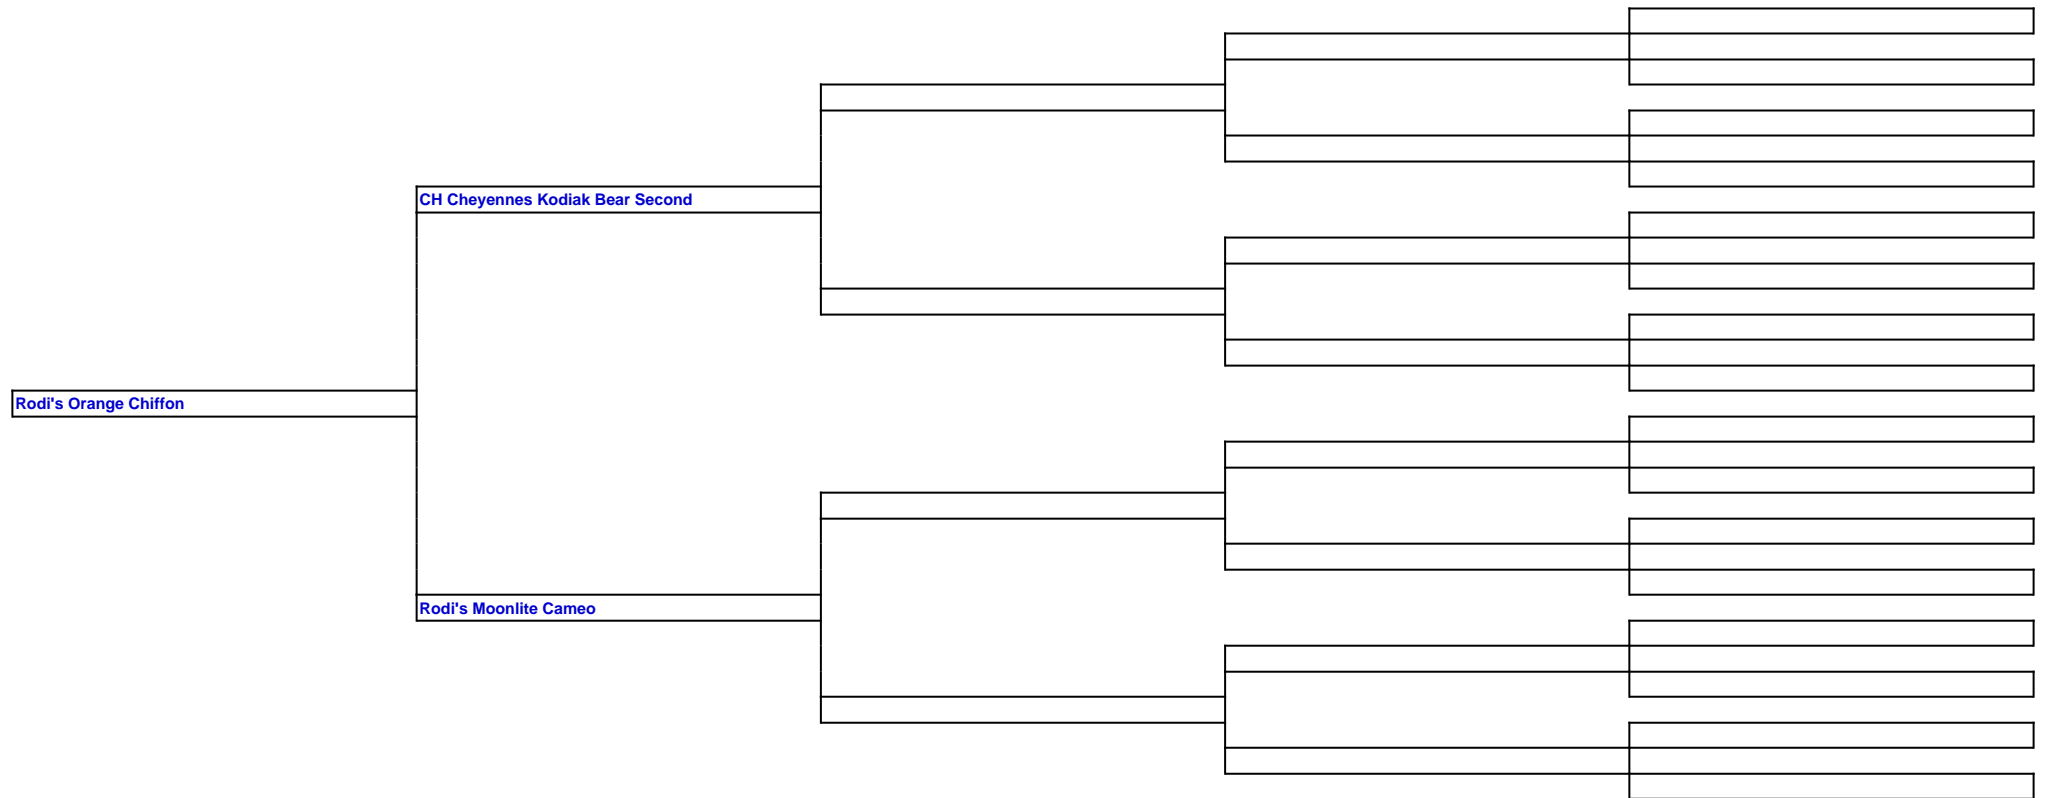 CH Cheyennes Kodiak Bear Second
Rodi's Orange Chiffon
Rodi's Moonlite Cameo